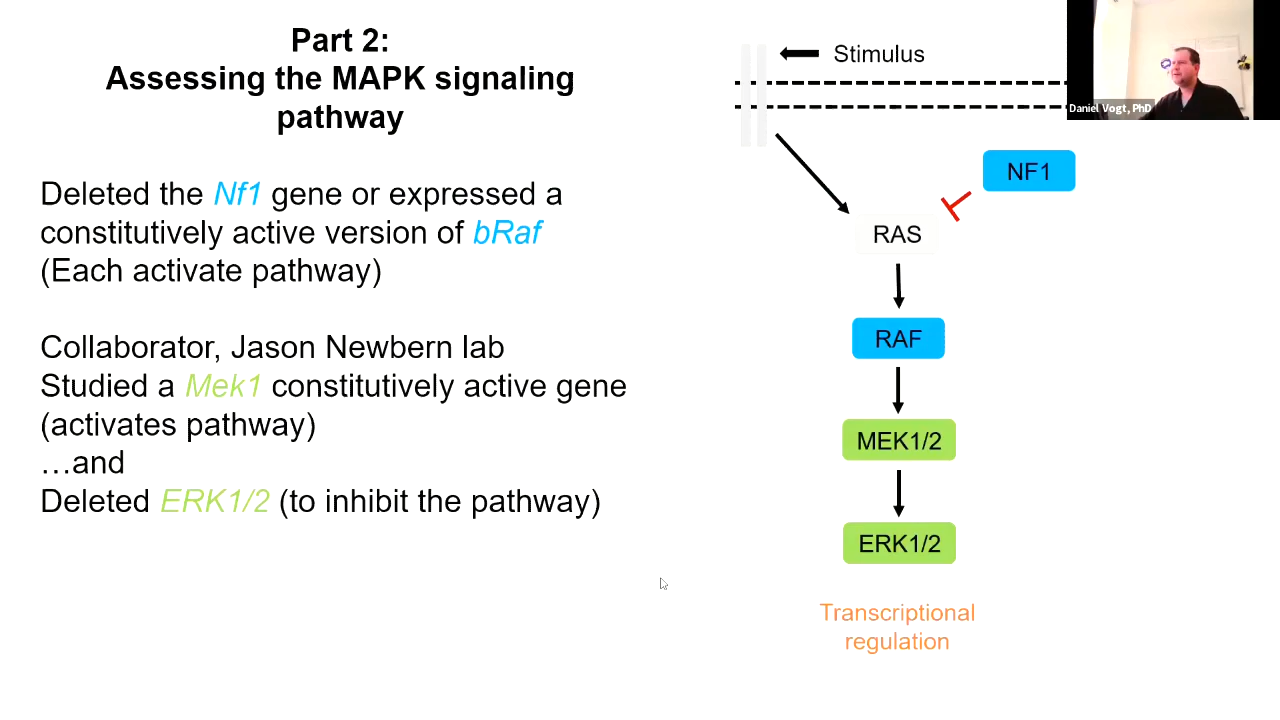 Part 2:
Assessing the MAPK signaling
pathway
Deleted the Nf1 gene or expressed a
constitutively active version of bRaf
(Each activate pathway)
Collaborator, Jason Newbern lab
Studied a Mek1 constitutively active gene
(activates pathway)
…and
Deleted ERK1/2 (to inhibit the pathway)
Stimulus
NF1
RAS
RAF
MEK1/2
ERK1/2
Transcriptional
regulation
Daniel Vogt, PhD